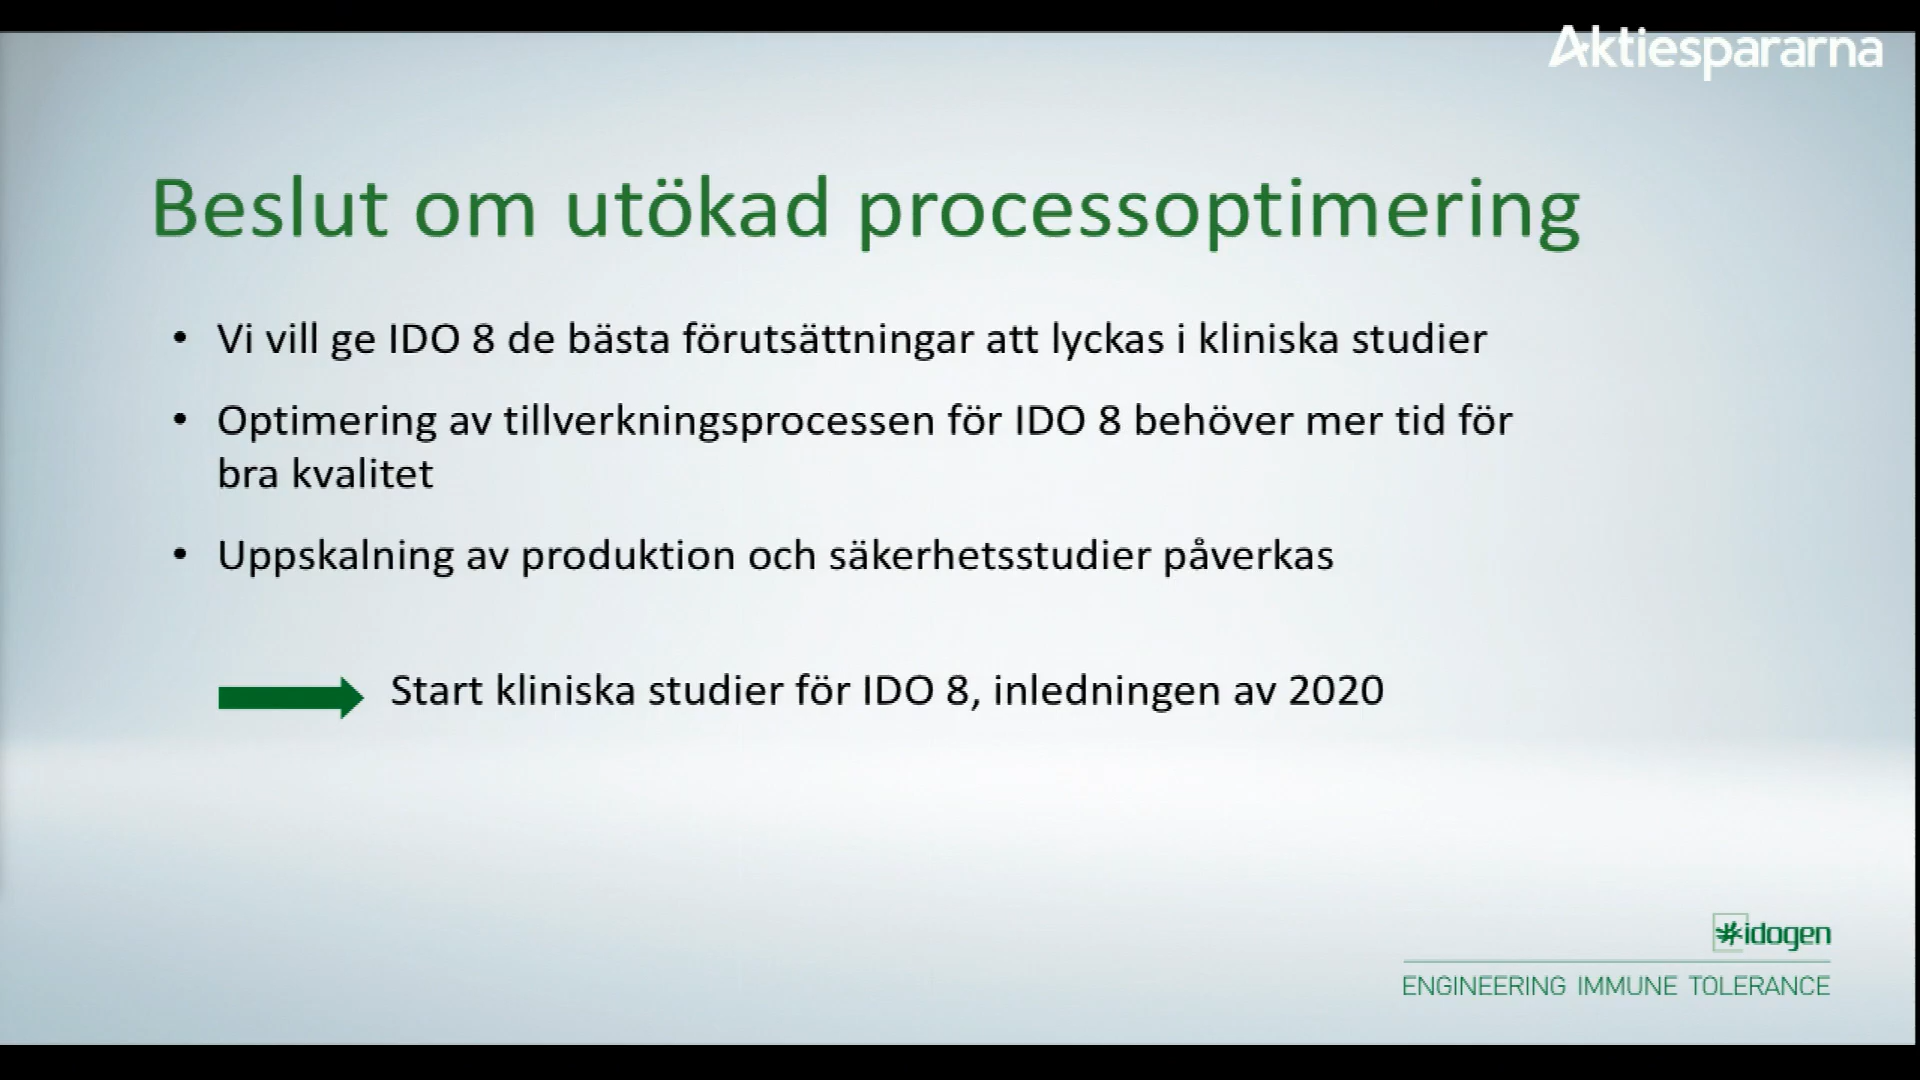 Aktiespararna
Beslut om utökad processoptimering
• Vi vill ge IDO 8 de bästa förutsättningar att lyckas i kliniska studier
• Optimering av tillverkningsprocessen för IDO 8 behöver mer tid för
bra kvalitet
• Uppskalning av produktion och säkerhetsstudier påverkas
Start kliniska studier för IDO 8, inledningen av 2020
idogen
ENGINEERING IMMUNE TOLERANCE